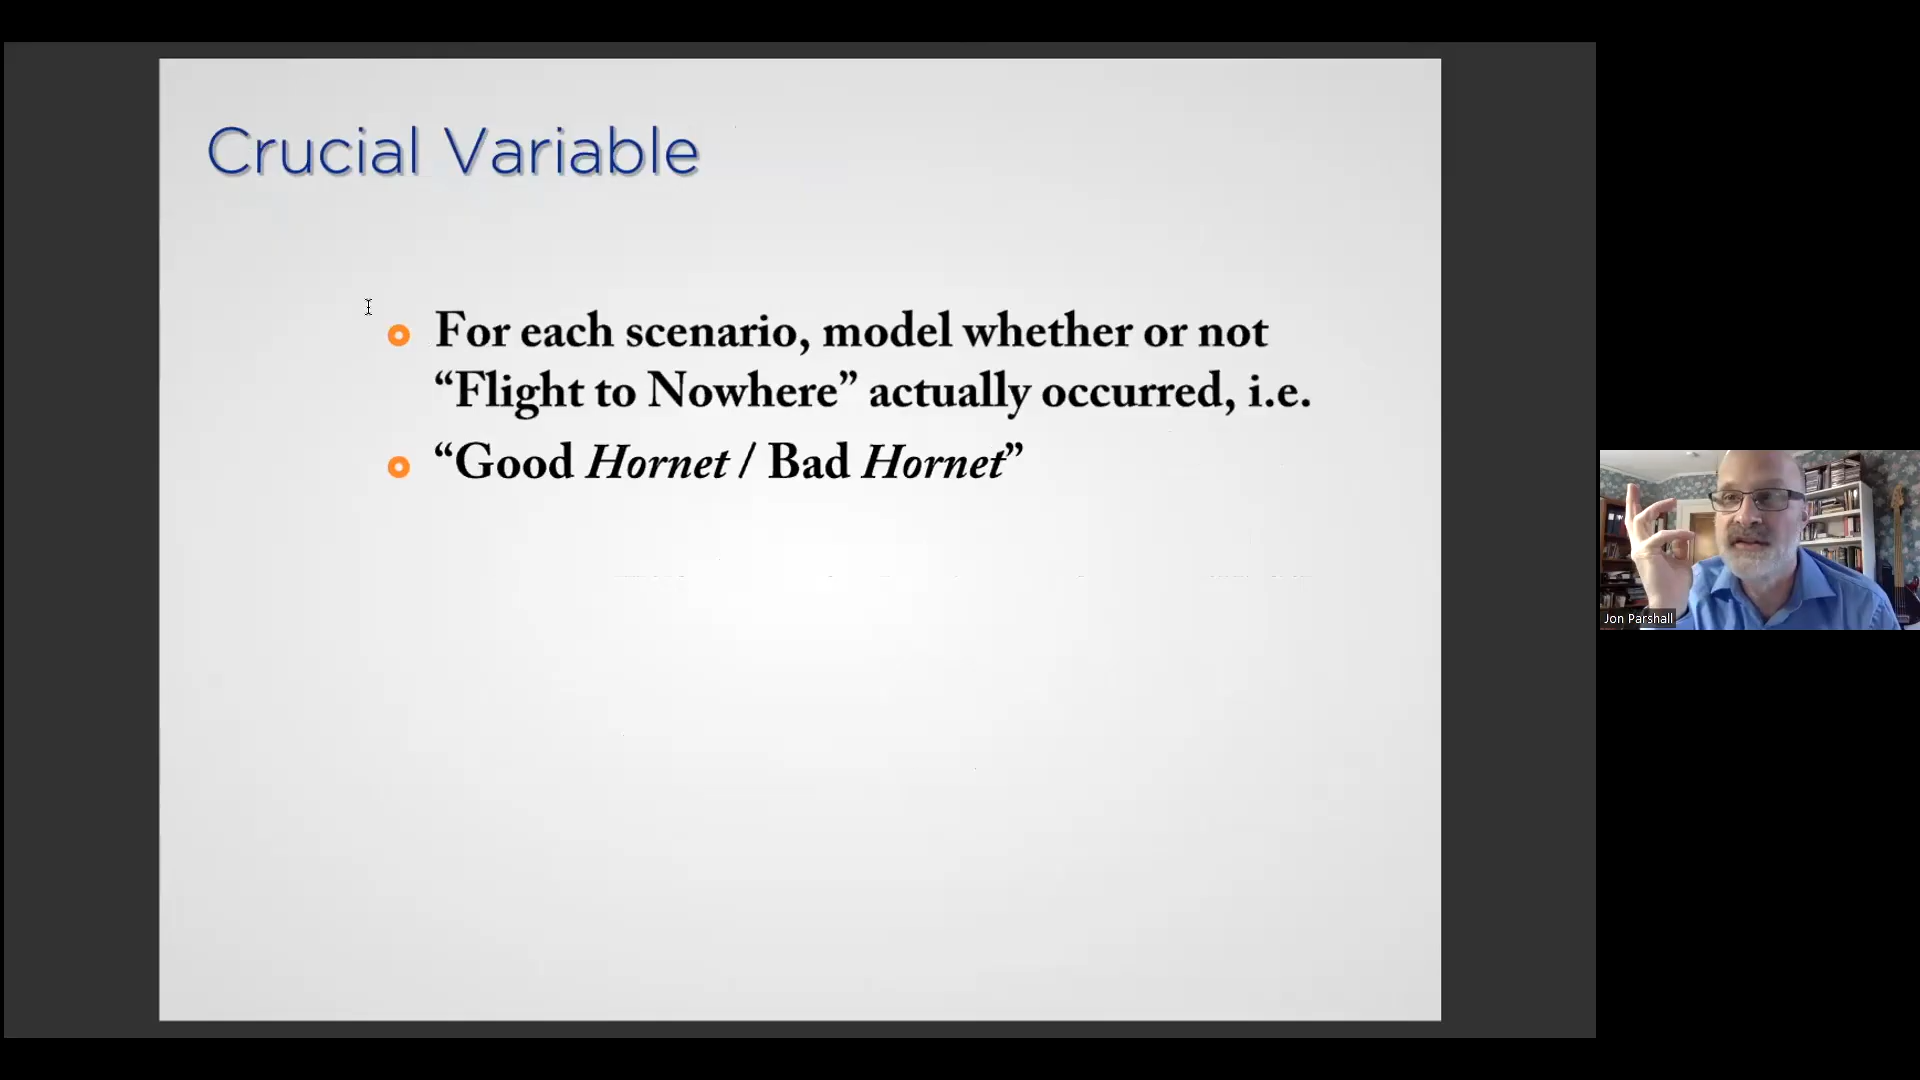 Crucial Variable
For each scenario, model whether or not
“Flight to Nowhere” actually occurred, i.e.
“Good Hornet / Bad Hornet”
Jon Parshall